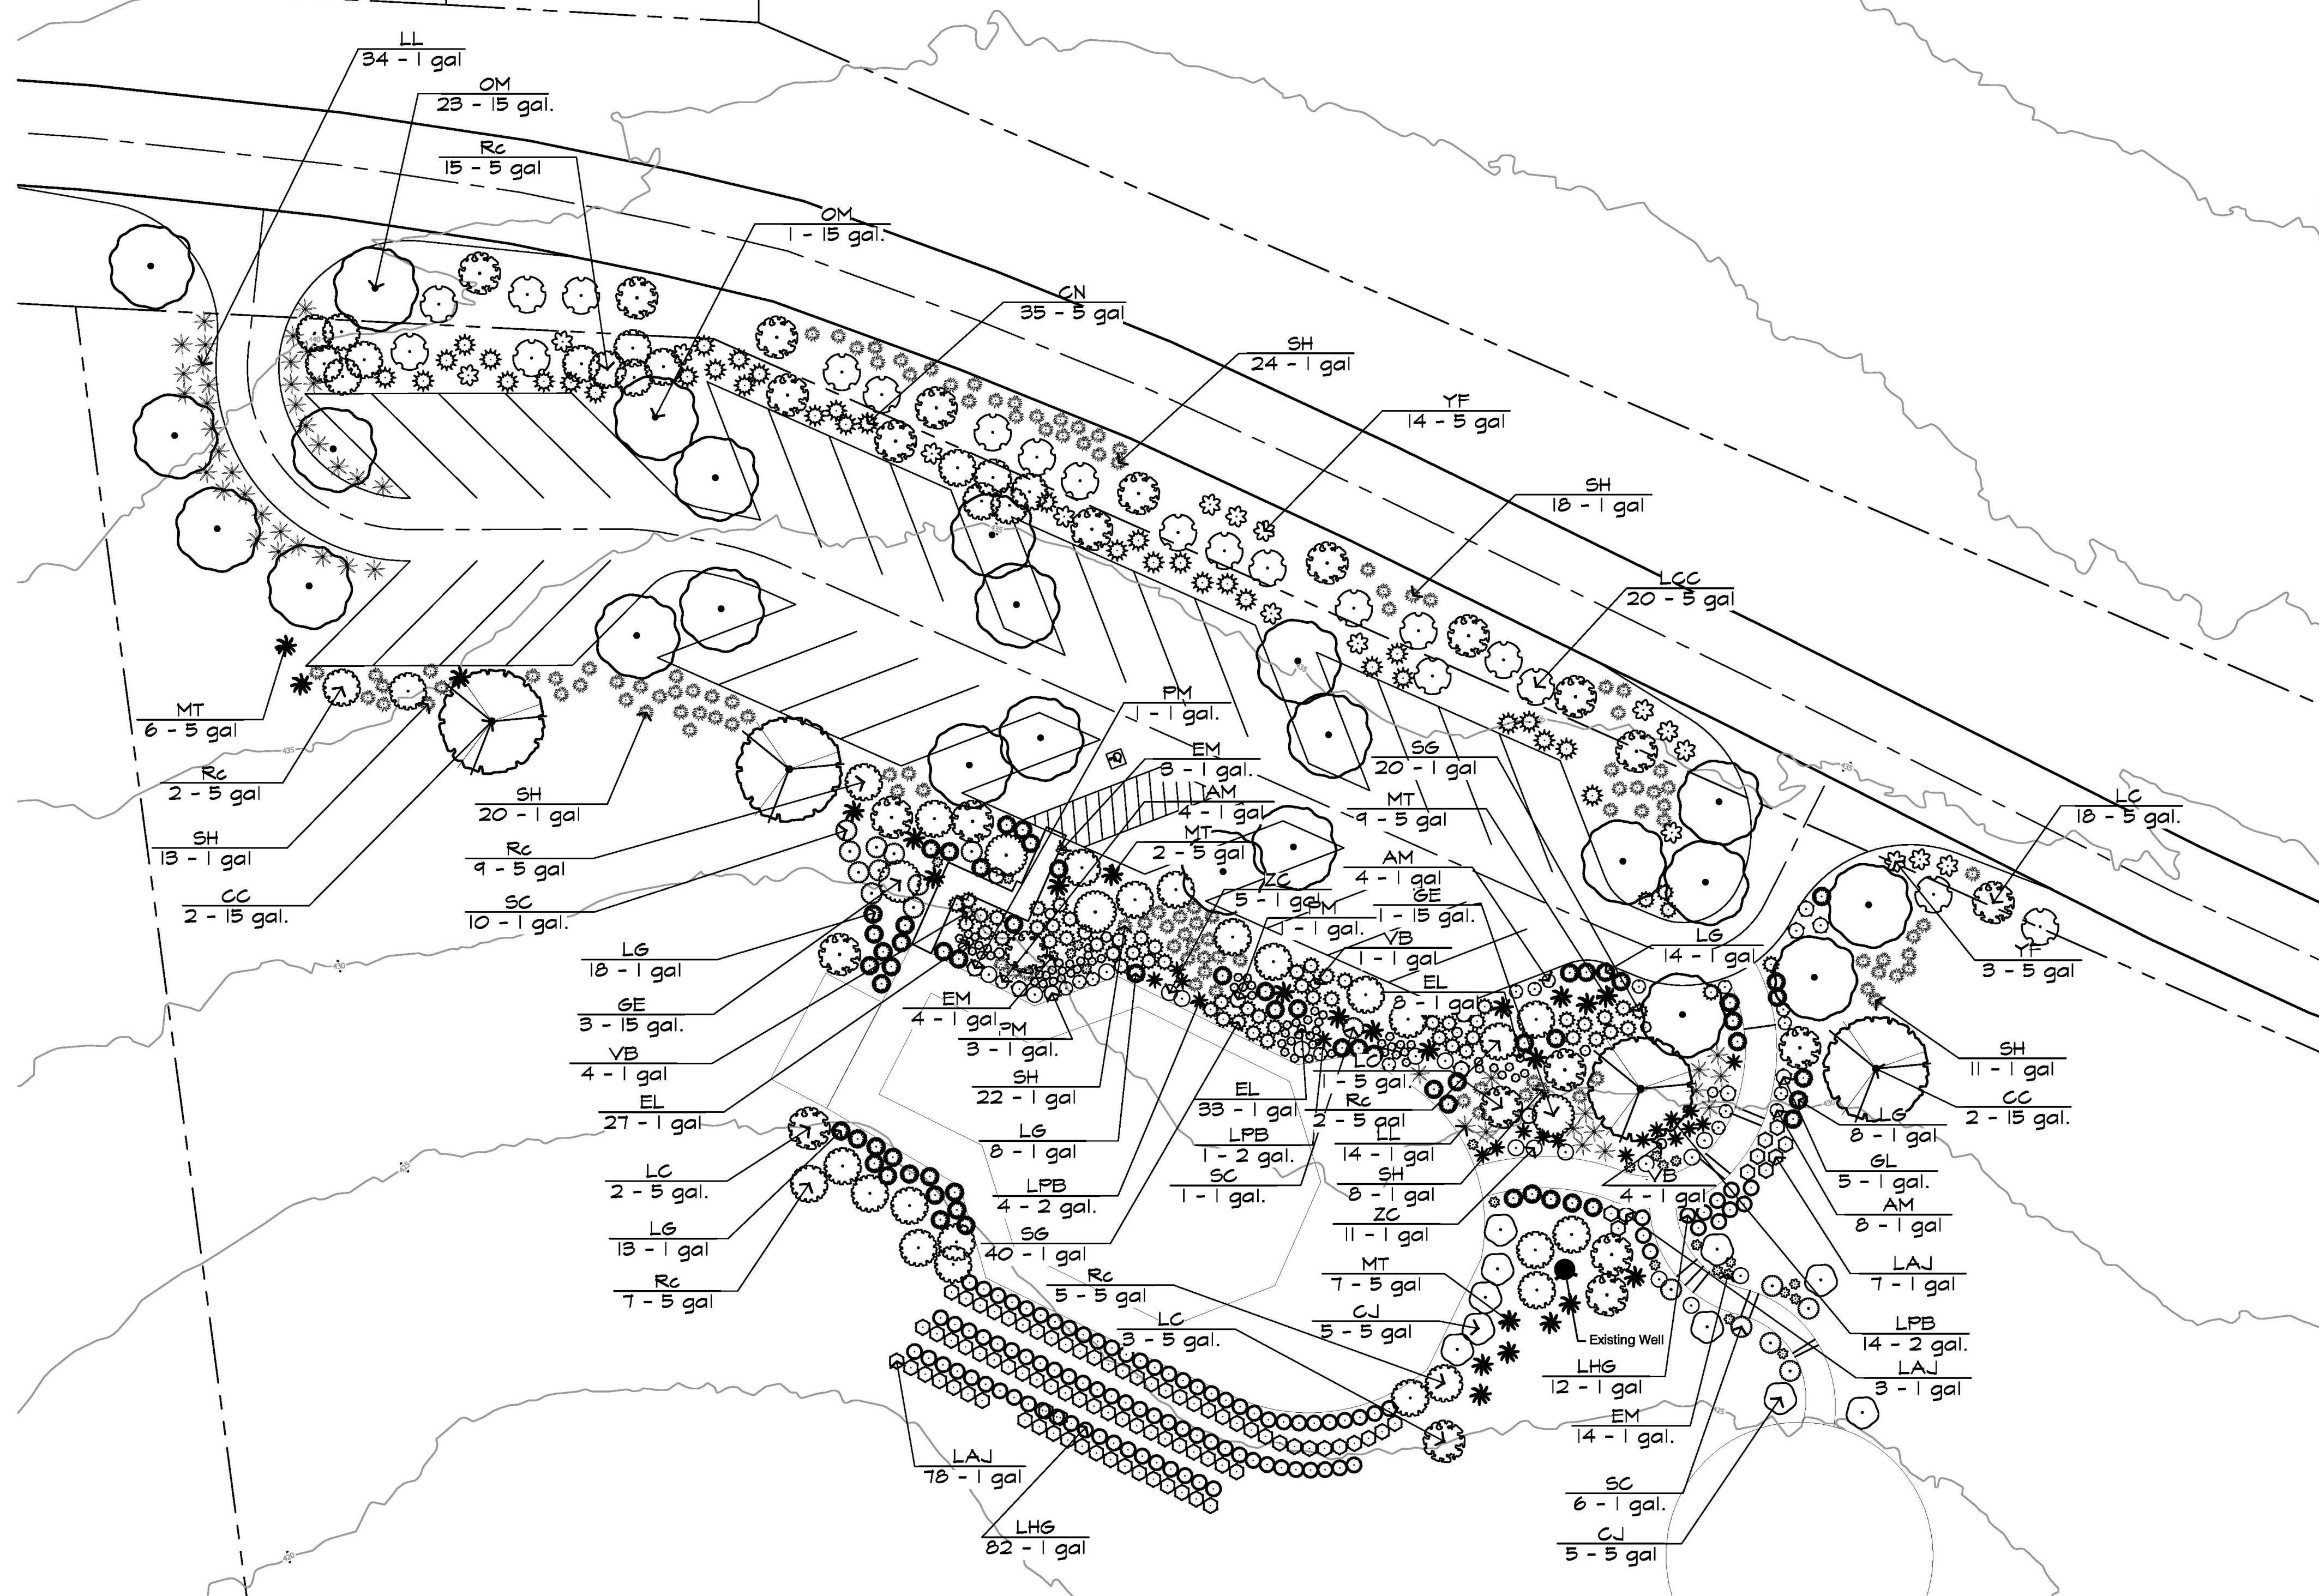 LL
34 - 1 gal
OM
23 - 15 gal.
Rc
15 - 5 gal
OM
1 - 15 gal.
CN
35 - 5 gal
SH
24 - 1 gal
YF
14 - 5 gal
SH
18 - 1 gal
LCC
20 - 5 gal
440
435
435
MT
6 - 5 gal
Rc
2 - 5 gal
SH
13 - 1 gal
CC
2 - 15 gal.
SH
20 - 1 gal
Rc
9 - 5 gal
SC
10 - 1 gal.
PM
1 - 1 gal.
EM
3 - 1 gal.
AM
4 - 1 gal
MT
2 - 5 gal
ZC
5 - 1 gal
PM
1 - 1 gal.
SG
20 - 1 gal
MT
9 - 5 gal
AM
4 - 1 gal
GE
1 - 15 gal.
VB
1 - 1 gal
EL
8 - 1 gal
LG
14 - 1 gal
LC
18 - 5 gal.
YF
3 - 5 gal
SH
11 - 1 gal
CC
2 - 15 gal.
430
LG
18 - 1 gal
GE
3 - 15 gal.
VB
4 - 1 gal
EL
27 - 1 gal
LC
2 - 5 gal.
LG
13 - 1 gal
Rc
7 - 5 gal
EM
4 - 1 gal.
PM
3 - 1 gal.
SH
22 - 1 gal
LG
8 - 1 gal
LPB
4 - 2 gal.
SG
40 - 1 gal
Rc
5 - 5 gal
LC
3 - 5 gal.
EL
33 - 1 gal
LPB
1 - 2 gal.
SC
1 - 1 gal.
LC
1 - 5 gal.
Rc
2 - 5 gal
LL
14 - 1 gal
SH
8 - 1 gal
ZC
11 - 1 gal
MT
7 - 5 gal
CJ
5 - 5 gal
VB
4 - 1 gal
430
LG
8 - 1 gal
GL
5 - 1 gal.
AM
8 - 1 gal
LAJ
7 - 1 gal
LPB
14 - 2 gal.
LAJ
3 - 1 gal
Existing Well
LHG
12 - 1 gal
EM
14 - 1 gal.
425
SC
6 - 1 gal.
CJ
5 - 5 gal
LAJ
78 - 1 gal
LHG
82 - 1 gal
420